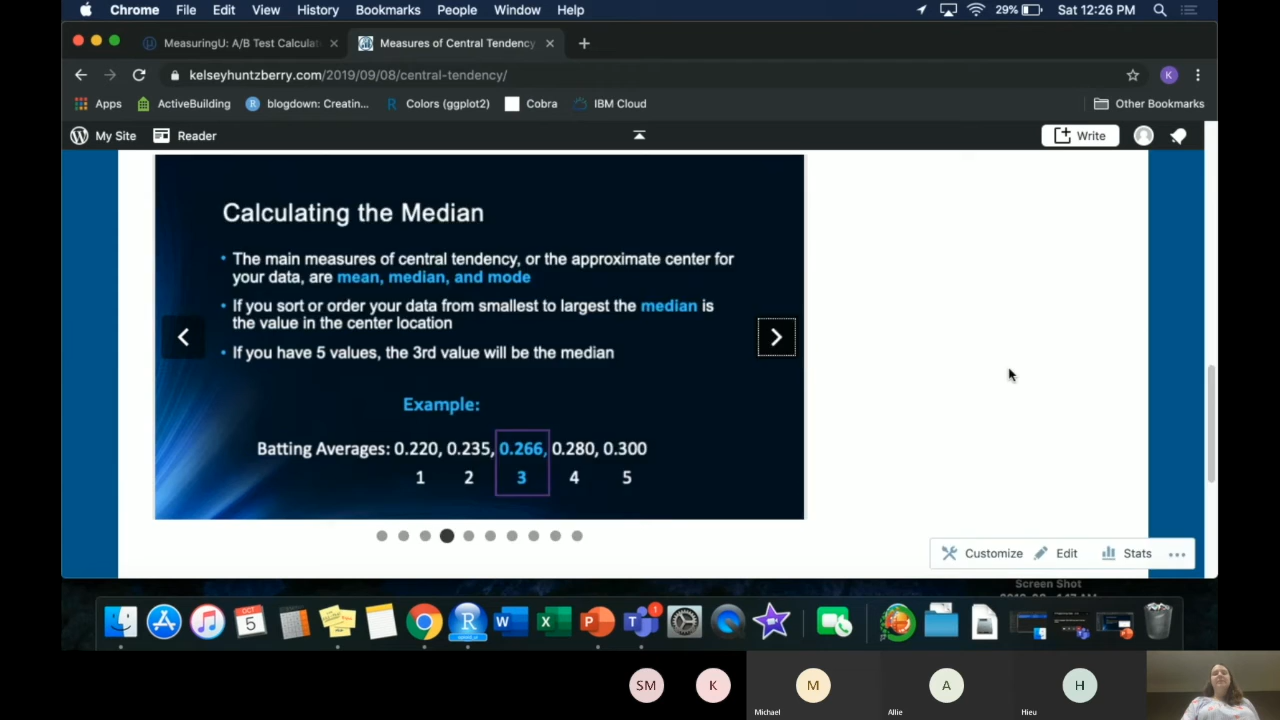 Chrome File Edit View History Bookmarks People Window Help 29% Sat 12:26 PM
MeasuringU: A/B Test Calculat Measures of Central Tendency
kelseyhuntzberry.com/2019/09/08/central-tendency/ K
Apps ActiveBuilding blogdown: Creatin... R Colors (ggplot2) Cobra IBM Cloud Other Bookmarks
My Site Reader Write
Calculating the Median
• The main measures of central tendency, or the approximate center for
your data, are mean, median, and mode
• If you sort or order your data from smallest to largest the median is
the value in the center location
• If you have 5 values, the 3rd value will be the median
Example:
Batting Averages: 0.220, 0.235, 0.266, 0.280, 0.300
1 2 3 4 5
Customize Edit Stats
Screen Shot
OCT
5
R W X P T 1
SM K M A H
Michael Allie Hieu